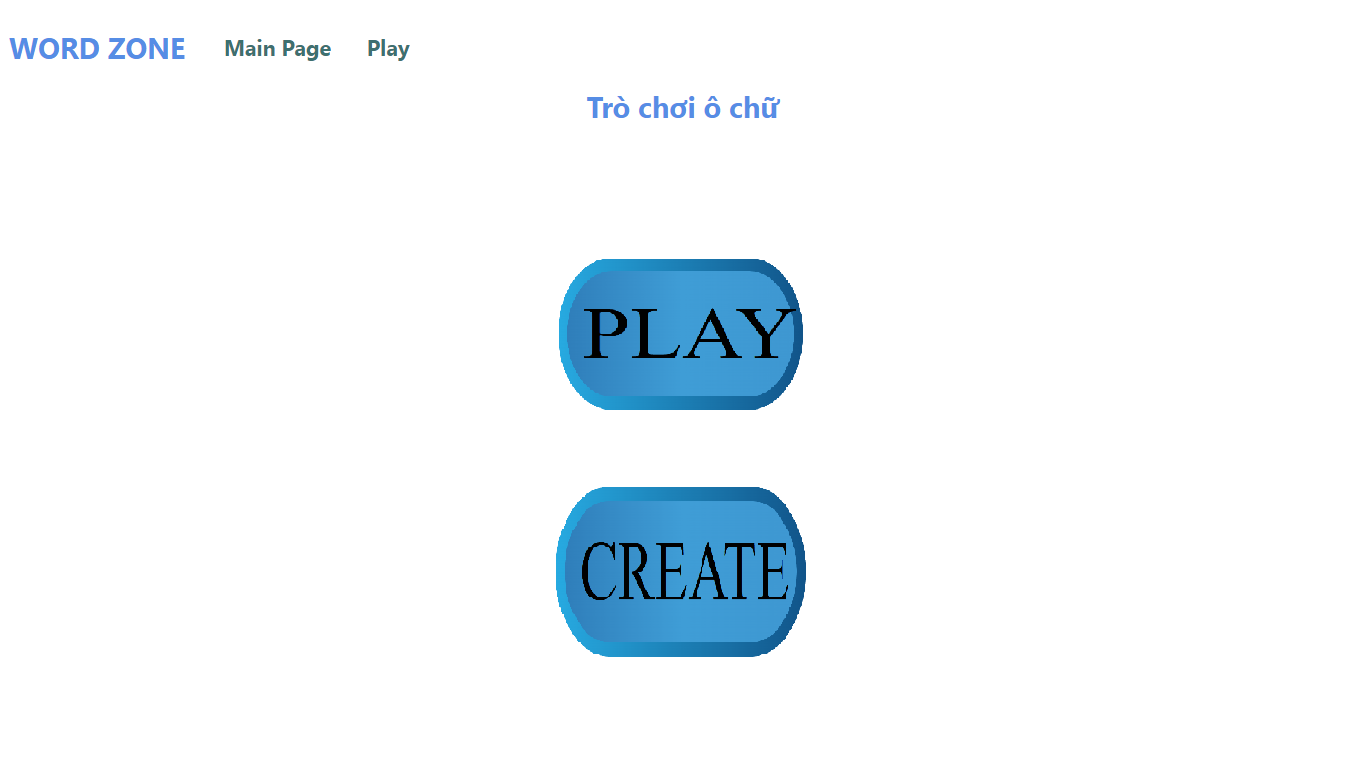 WORD ZONE Main Page Play
Trò chơi ô chữ
PLAY
CREATE